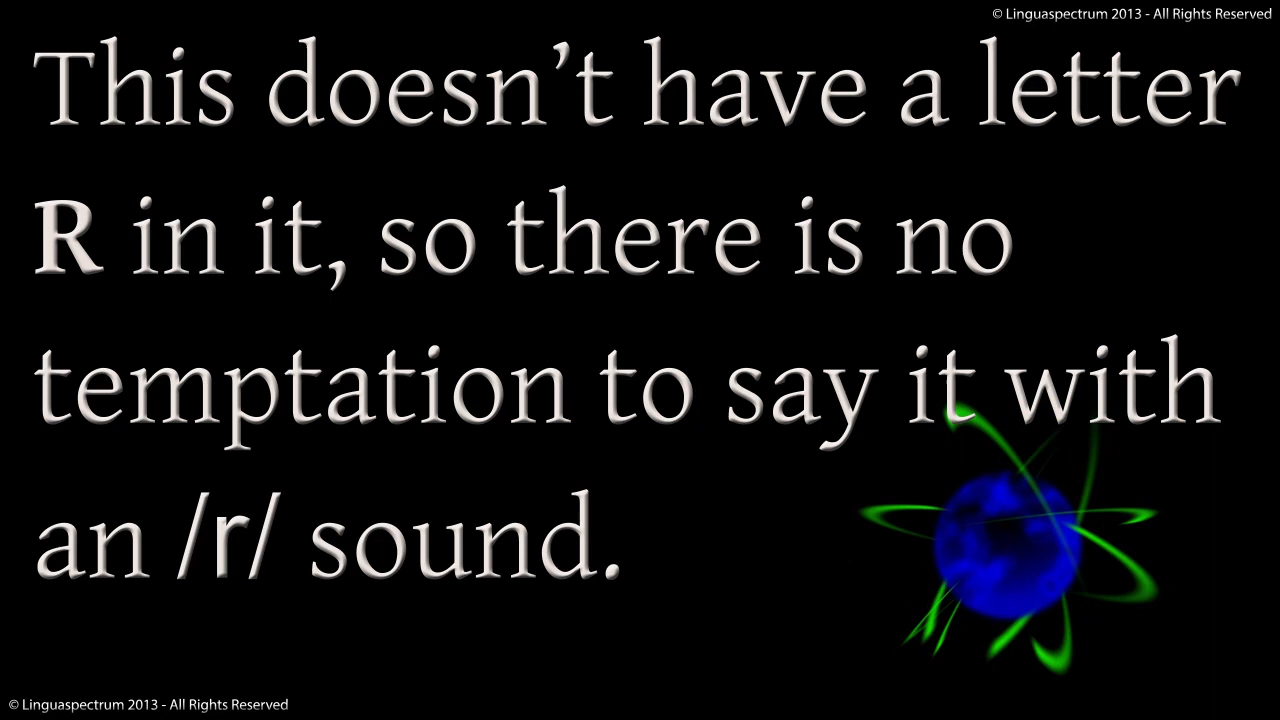 © Linguaspectrum 2013 - All Rights Reserved
This doesn’t have a letter
R in it, so there is no
temptation to say it with
an /r/ sound.
© Linguaspectrum 2013 - All Rights Reserved